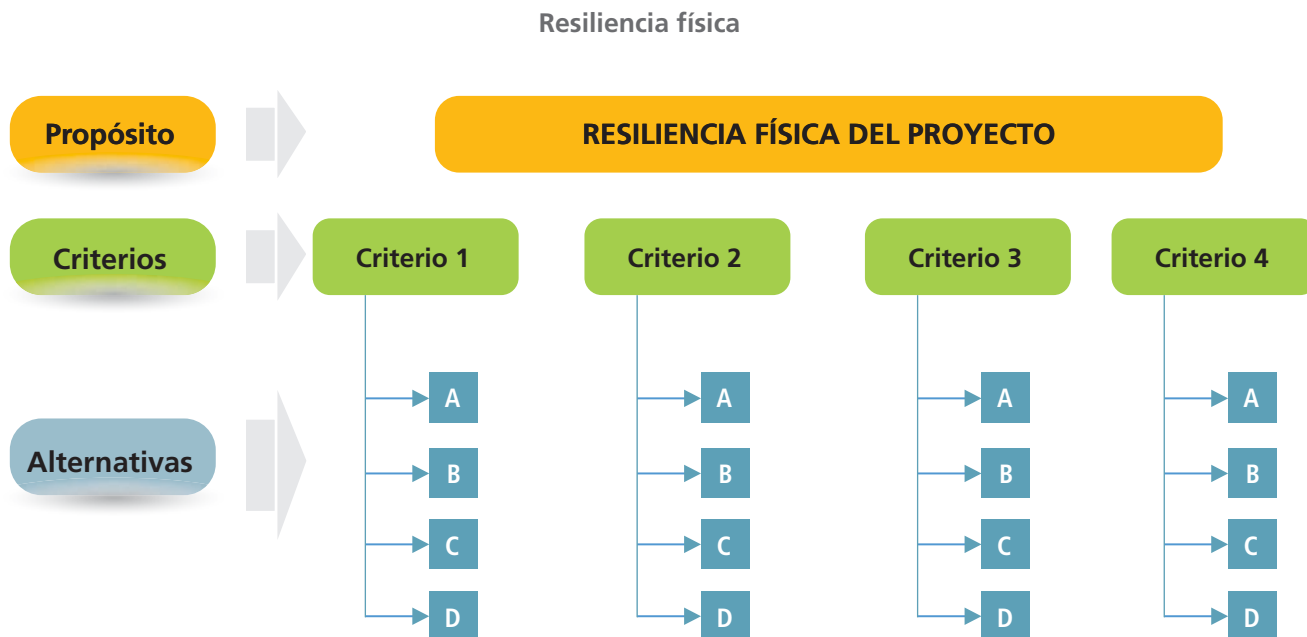 Resiliencia física
Propósito
RESILIENCIA FÍSICA DEL PROYECTO
Criterios
Criterio 1
Criterio 2
Criterio 3
Criterio 4
Alternativas
A
A
A
A
B
B
B
B
C
C
C
C
D
D
D
D